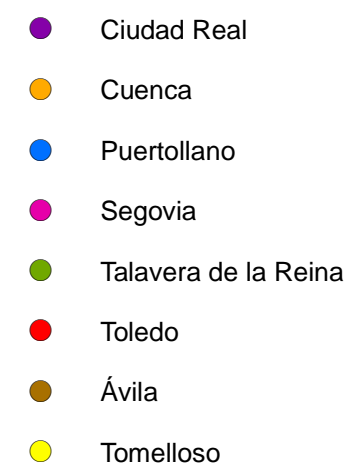 Ciudad Real
Cuenca
Puertollano
Segovia
Talavera de la Reina
Toledo
Ávila
Tomelloso